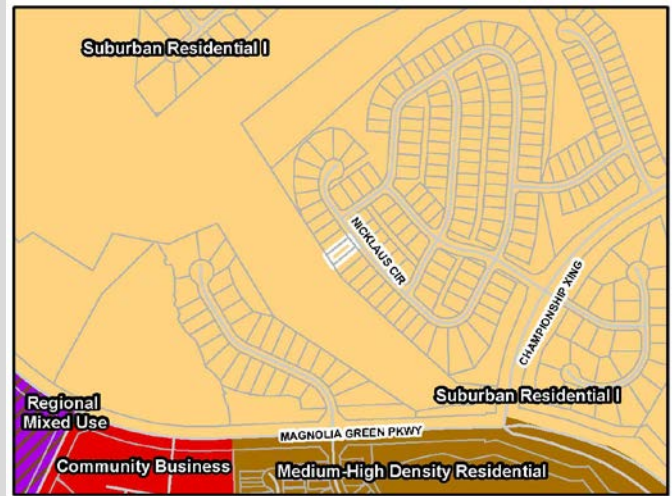 Suburban Residential I
NICKLAUS CIR
CHAMPIONSHIP XING
Suburban Residential I
Regional
Mixed Use
MAGNOLIA GREEN PKWY
Community Business
Medium-High Density Residential